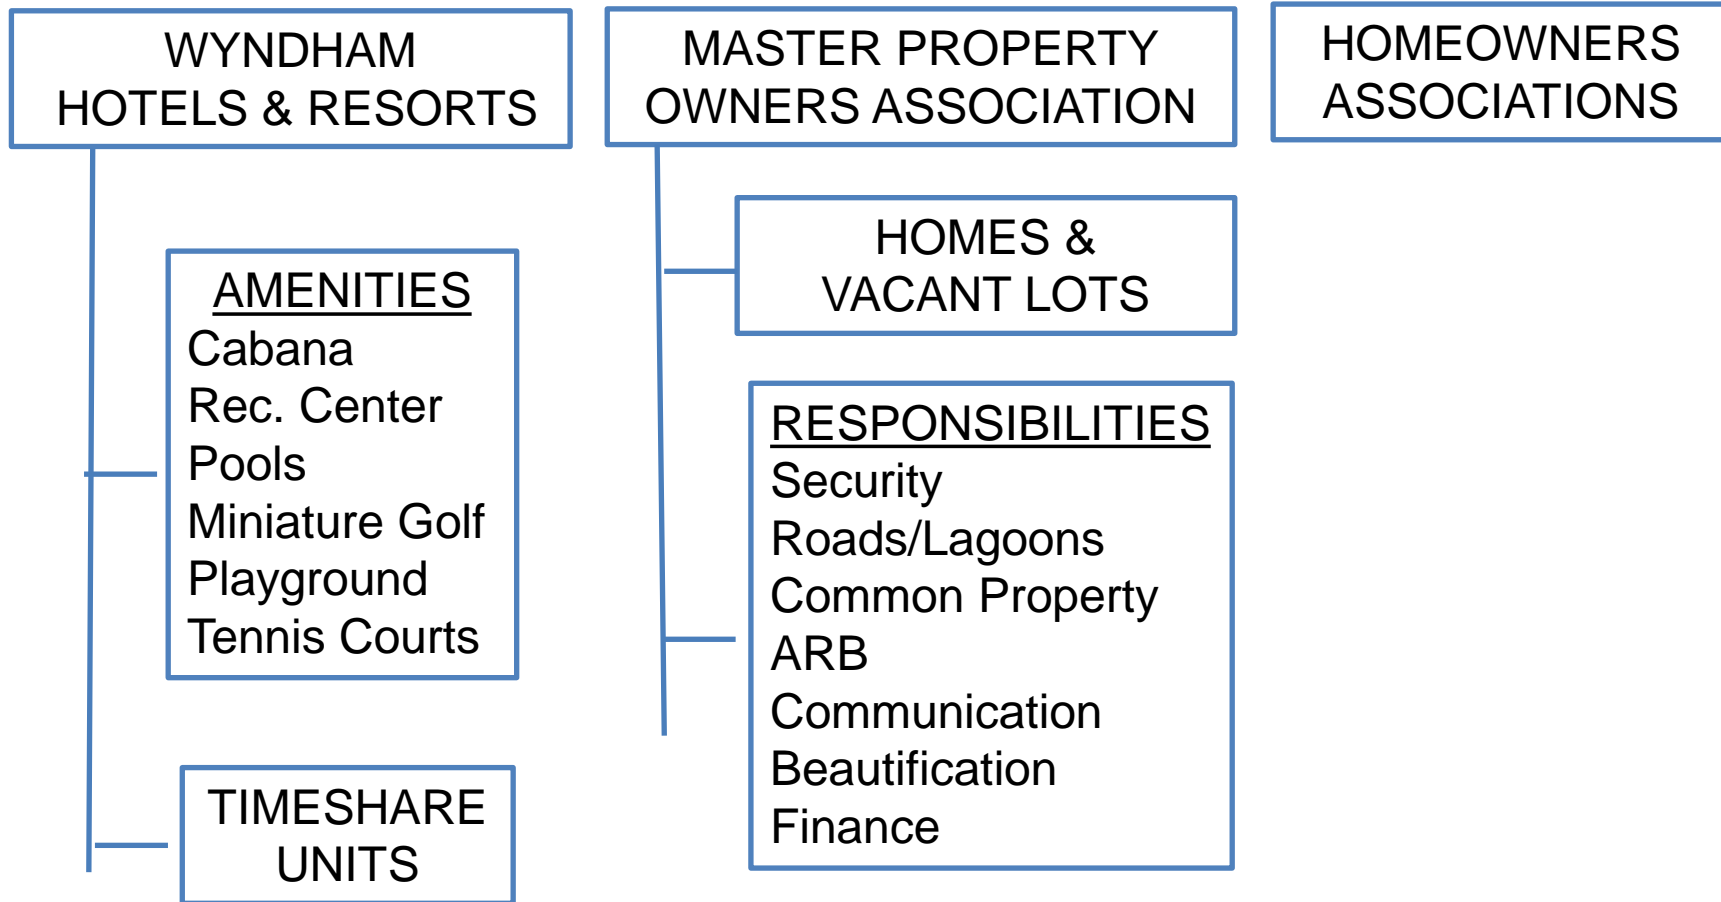 WYNDHAM
HOTELS & RESORTS
AMENITIES
Cabana
Rec. Center
Pools
Miniature Golf
Playground
Tennis Courts
TIMESHARE
UNITS
MASTER PROPERTY
OWNERS ASSOCIATION
HOMES &
VACANT LOTS
RESPONSIBILITIES
Security
Roads/Lagoons
Common Property
ARB
Communication
Beautification
Finance
HOMEOWNERS
ASSOCIATIONS